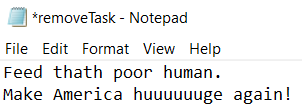 *removeTask - Notepad
File Edit Format View Help
Feed thath poor human.
Make America huuuuuuge again!